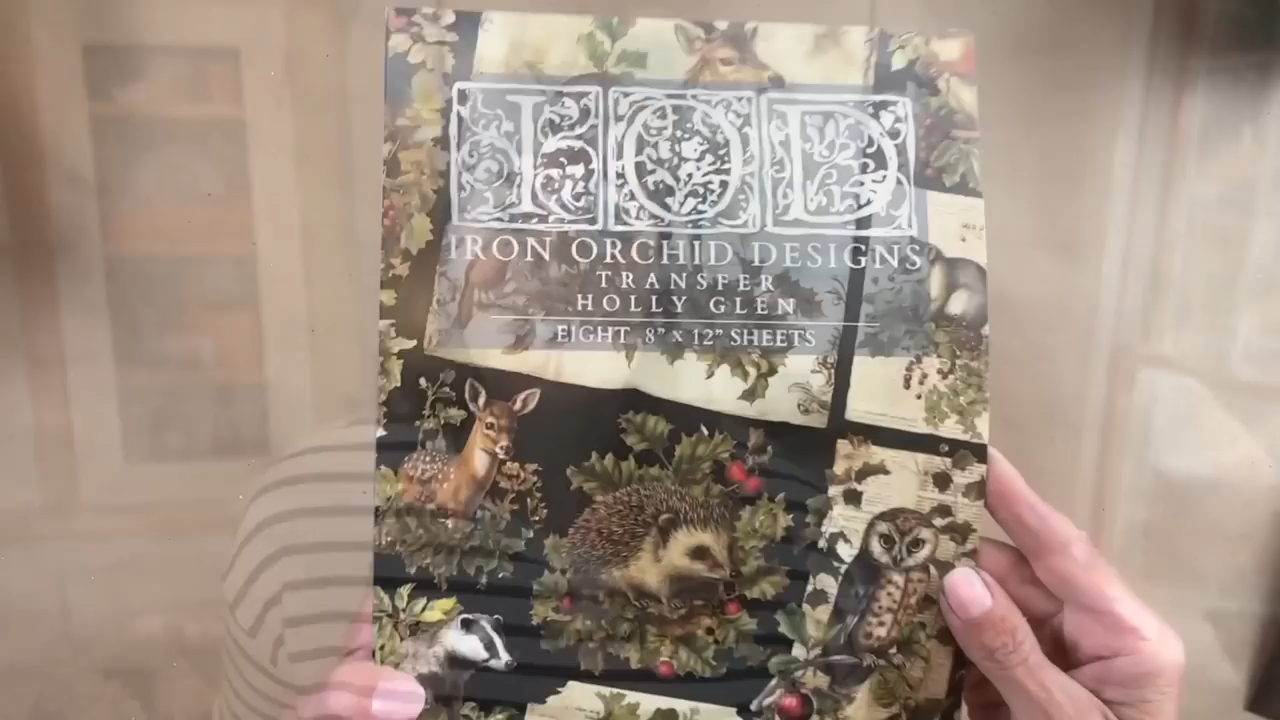 IOD
IRON ORCHID DESIGNS
TRANSFER
HOLLY GLEN
EIGHT 8" x 12" SHEETS